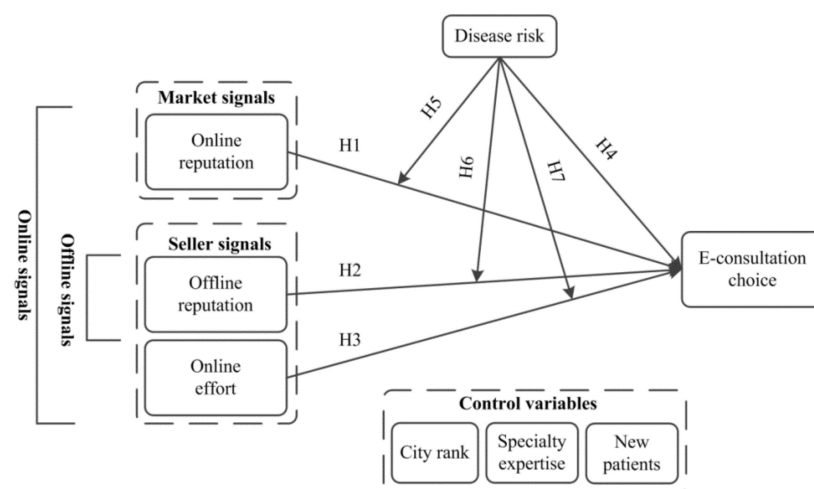 Disease risk
Market signals
Online
reputation
H1
H5
H6
H7
H4
Online signals
Offline signals
Seller signals
Offline
reputation
H2
Online
effort
H3
E-consultation
choice
Control variables
City rank
Specialty
expertise
New
patients